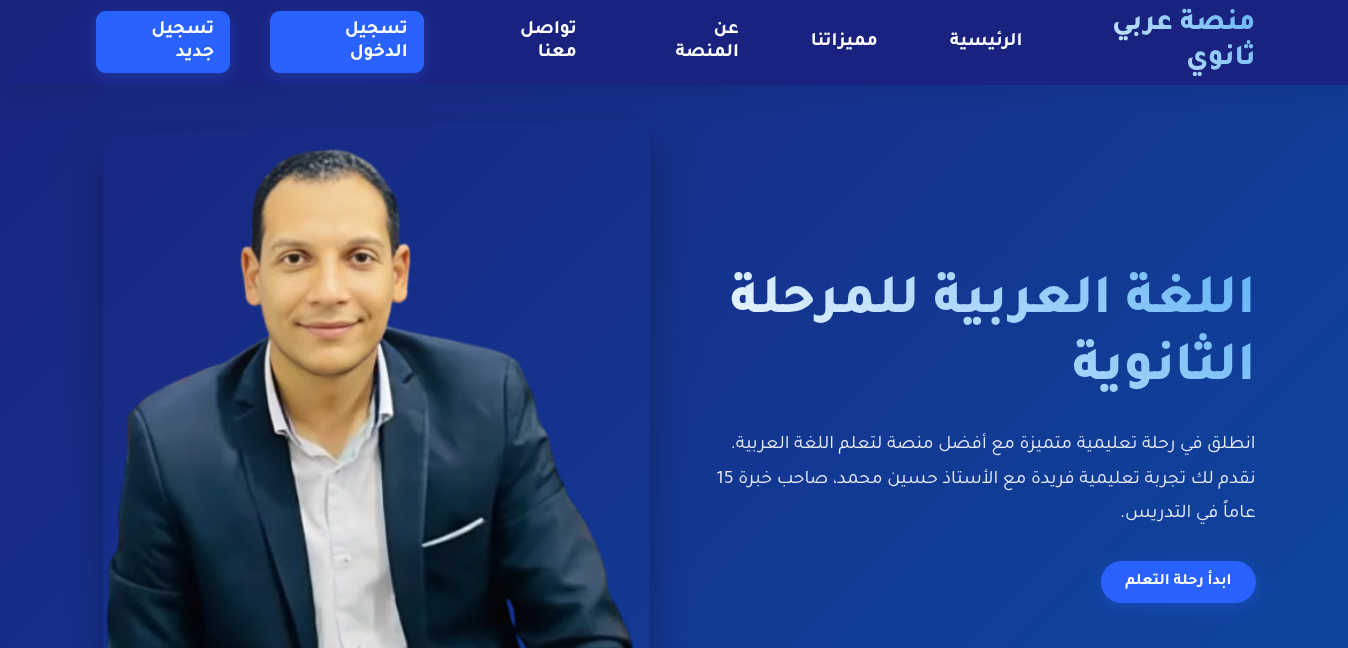 منصة عربي
ثانوي
الرئيسية
مميزاتنا
عن
المنصة
تواصل
معنا
تسجيل
الدخول
تسجيل
جديد
اللغة العربية للمرحلة
الثانوية
انطلق في رحلة تعليمية متميزة مع أفضل منصة لتعلم اللغة العربية.
نقدم لك تجربة تعليمية فريدة مع الأستاذ حسين محمد، صاحب خبرة 15
عاماً في التدريس.
ابدأ رحلة التعلم